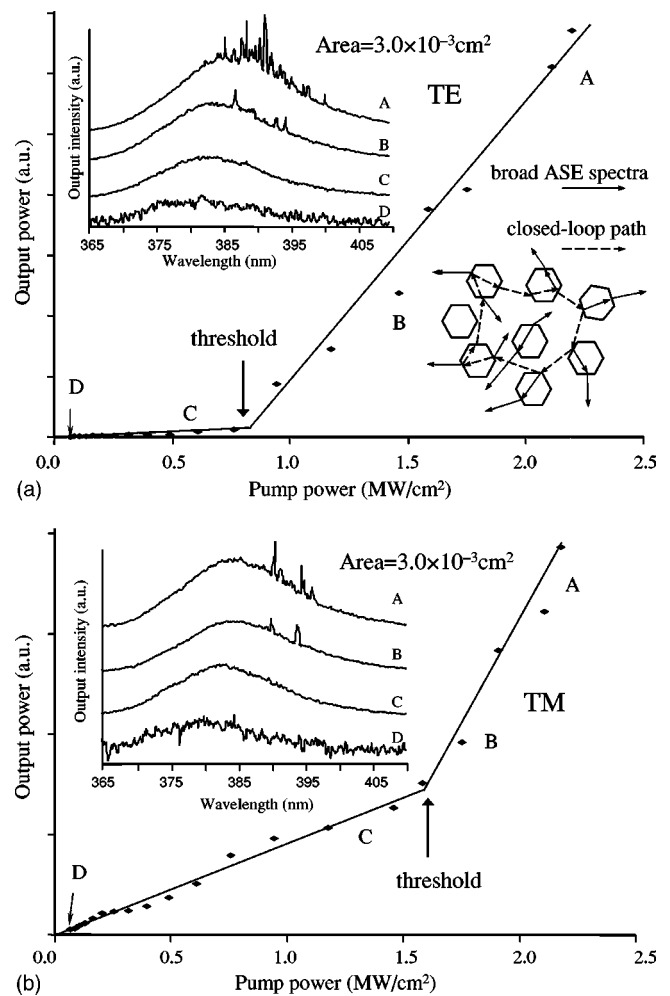 Area=3.0×10⁻³cm²
TE
A
A
B
C
D
Output intensity (a.u.)
365 375 385 395 405
Wavelength (nm)
broad ASE spectra
closed-loop path
threshold
B
C
D
Output power (a.u.)
0.0 0.5 1.0 1.5 2.0 2.5
(a) Pump power (MW/cm²)
Area=3.0×10⁻³cm²
A
A
B
C
D
Output intensity (a.u.)
365 375 385 395 405
Wavelength (nm)
TM
B
C
D
threshold
Output power (a.u.)
0.0 0.5 1.0 1.5 2.0 2.5
(b) Pump power (MW/cm²)